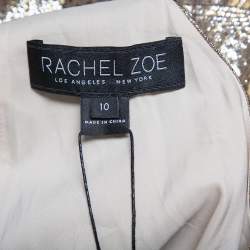 RACHEL ZOE
LOS ANGELES . NEW YORK
10
MADE IN CHINA